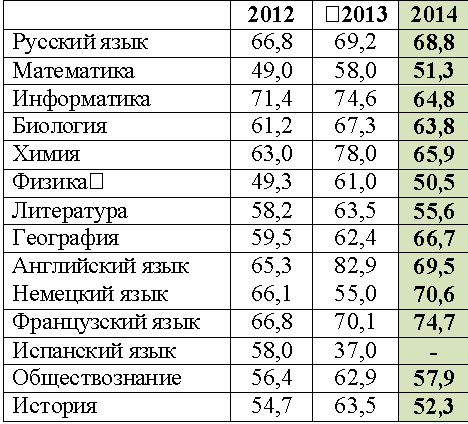 2012 2013 2014
Русский язык 66,8 69,2 68,8
Математика 49,0 58,0 51,3
Информатика 71,4 74,6 64,8
Биология 61,2 67,3 63,8
Химия 63,0 78,0 65,9
Физика 49,3 61,0 50,5
Литература 58,2 63,5 55,6
География 59,5 62,4 66,7
Английский язык 65,3 82,9 69,5
Немецкий язык 66,1 55,0 70,6
Французский язык 66,8 70,1 74,7
Испанский язык 58,0 37,0 -
Обществознание 56,4 62,9 57,9
История 54,7 63,5 52,3